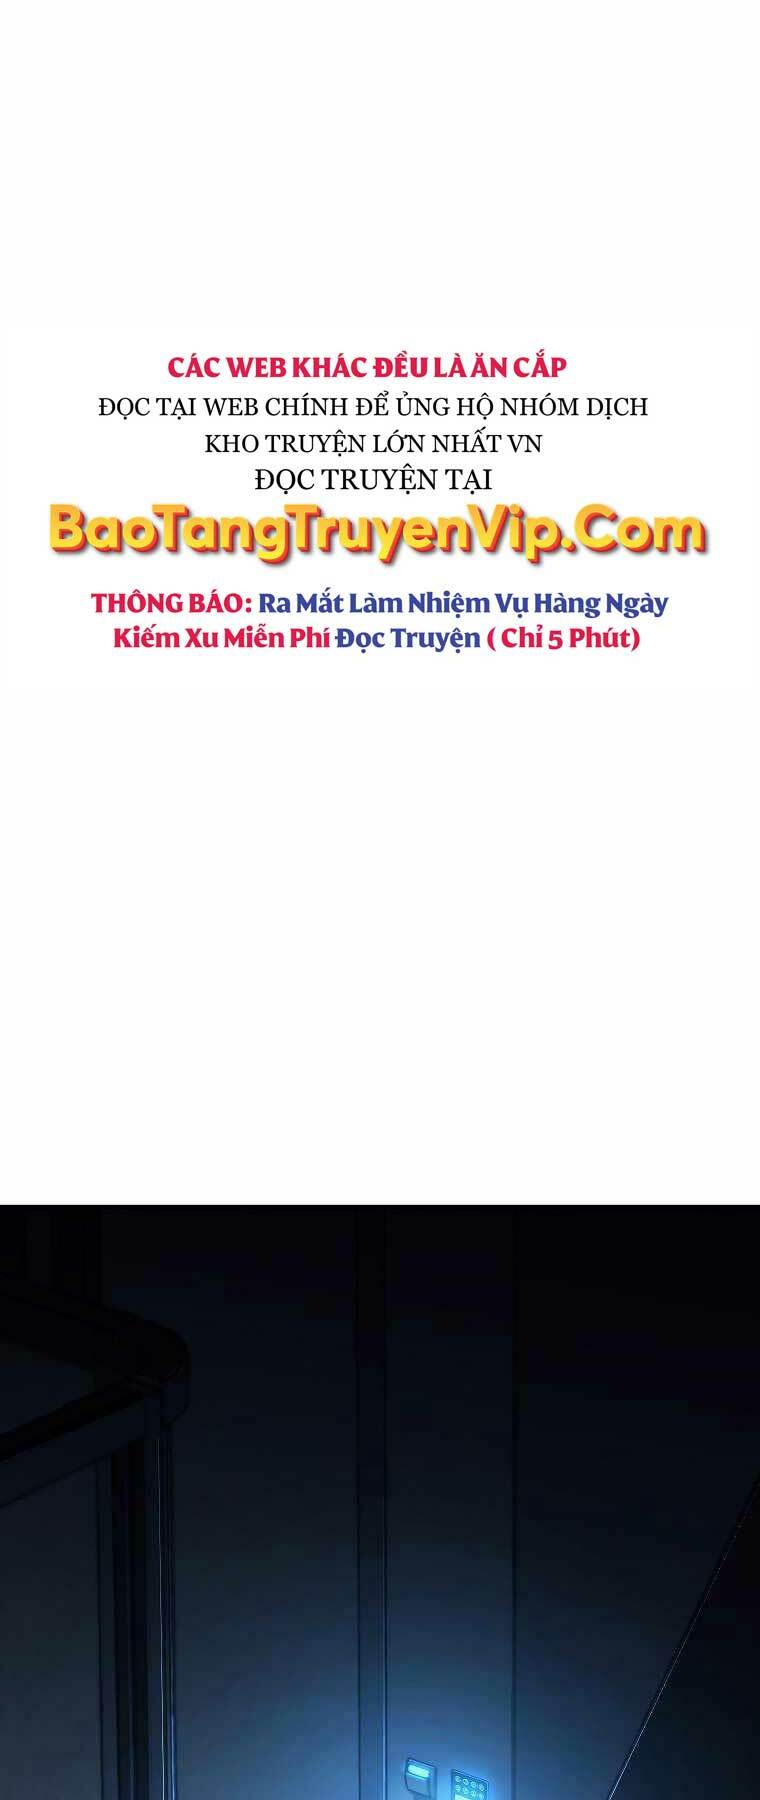 CÁC WEB KHÁC ĐỀU LÀ ĂN CẮP
ĐỌC TẠI WEB CHÍNH ĐỂ ỦNG HỘ NHÓM DỊCH
KHO TRUYỆN LỚN NHẤT VN
ĐỌC TRUYỆN TẠI
BaoTangTruyenVip.Com
THÔNG BÁO: Ra Mắt Làm Nhiệm Vụ Hàng Ngày
Kiếm Xu Miễn Phí Đọc Truyện ( Chỉ 5 Phút)